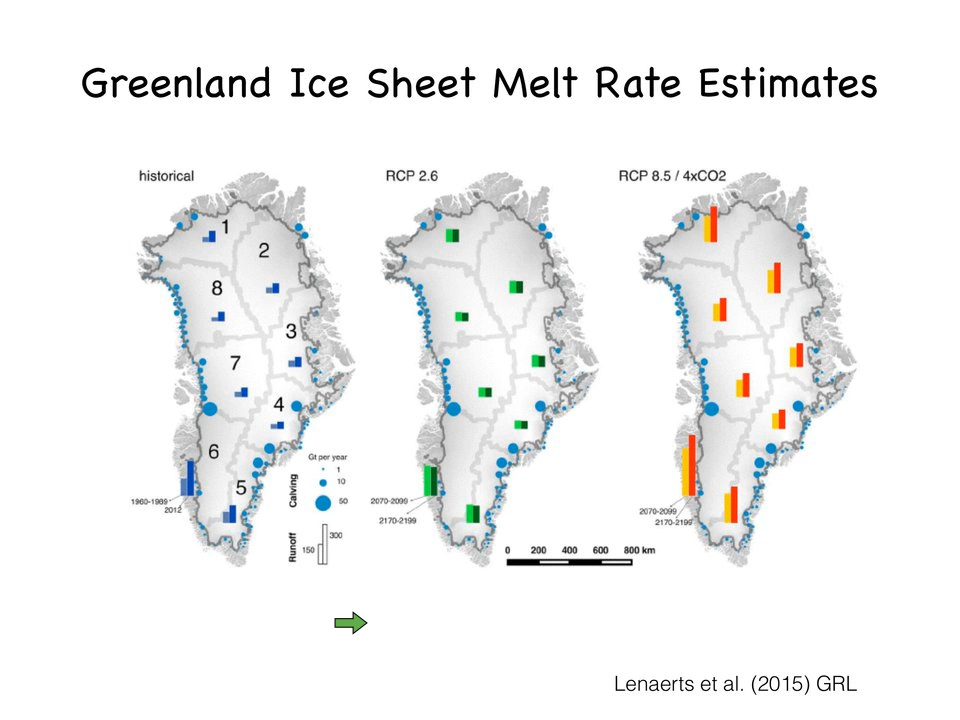 Greenland Ice Sheet Melt Rate Estimates
historical
RCP 2.6
RCP 8.5 / 4xCO2
1
2
8
3
7
4
6
5
1960-1989
2012
Gt per year
Calving
1
10
50
Runoff
150
300
2070-2099
2170-2199
0 200 400 600 800 km
2070-2099
2170-2199
Lenaerts et al. (2015) GRL